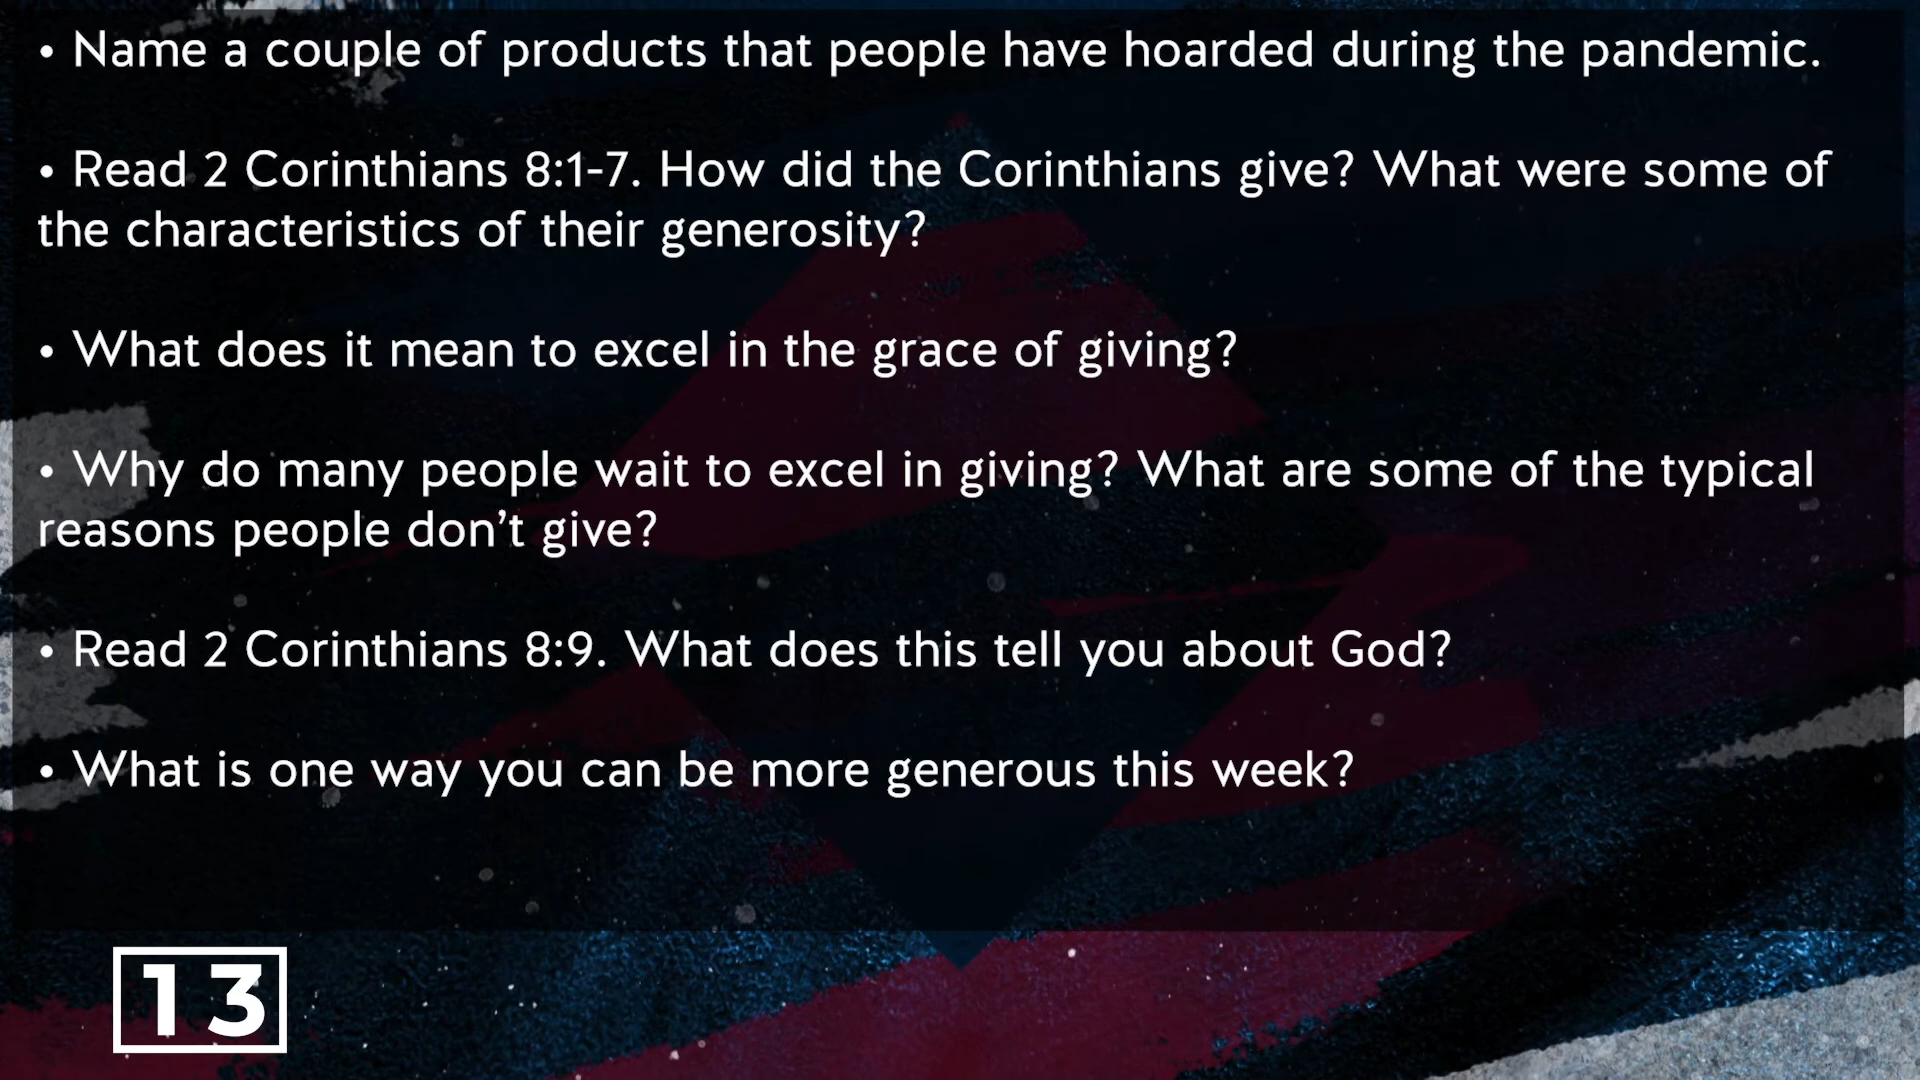 • Name a couple of products that people have hoarded during the pandemic.
• Read 2 Corinthians 8:1-7. How did the Corinthians give? What were some of
the characteristics of their generosity?
• What does it mean to excel in the grace of giving?
• Why do many people wait to excel in giving? What are some of the typical
reasons people don’t give?
• Read 2 Corinthians 8:9. What does this tell you about God?
• What is one way you can be more generous this week?
13